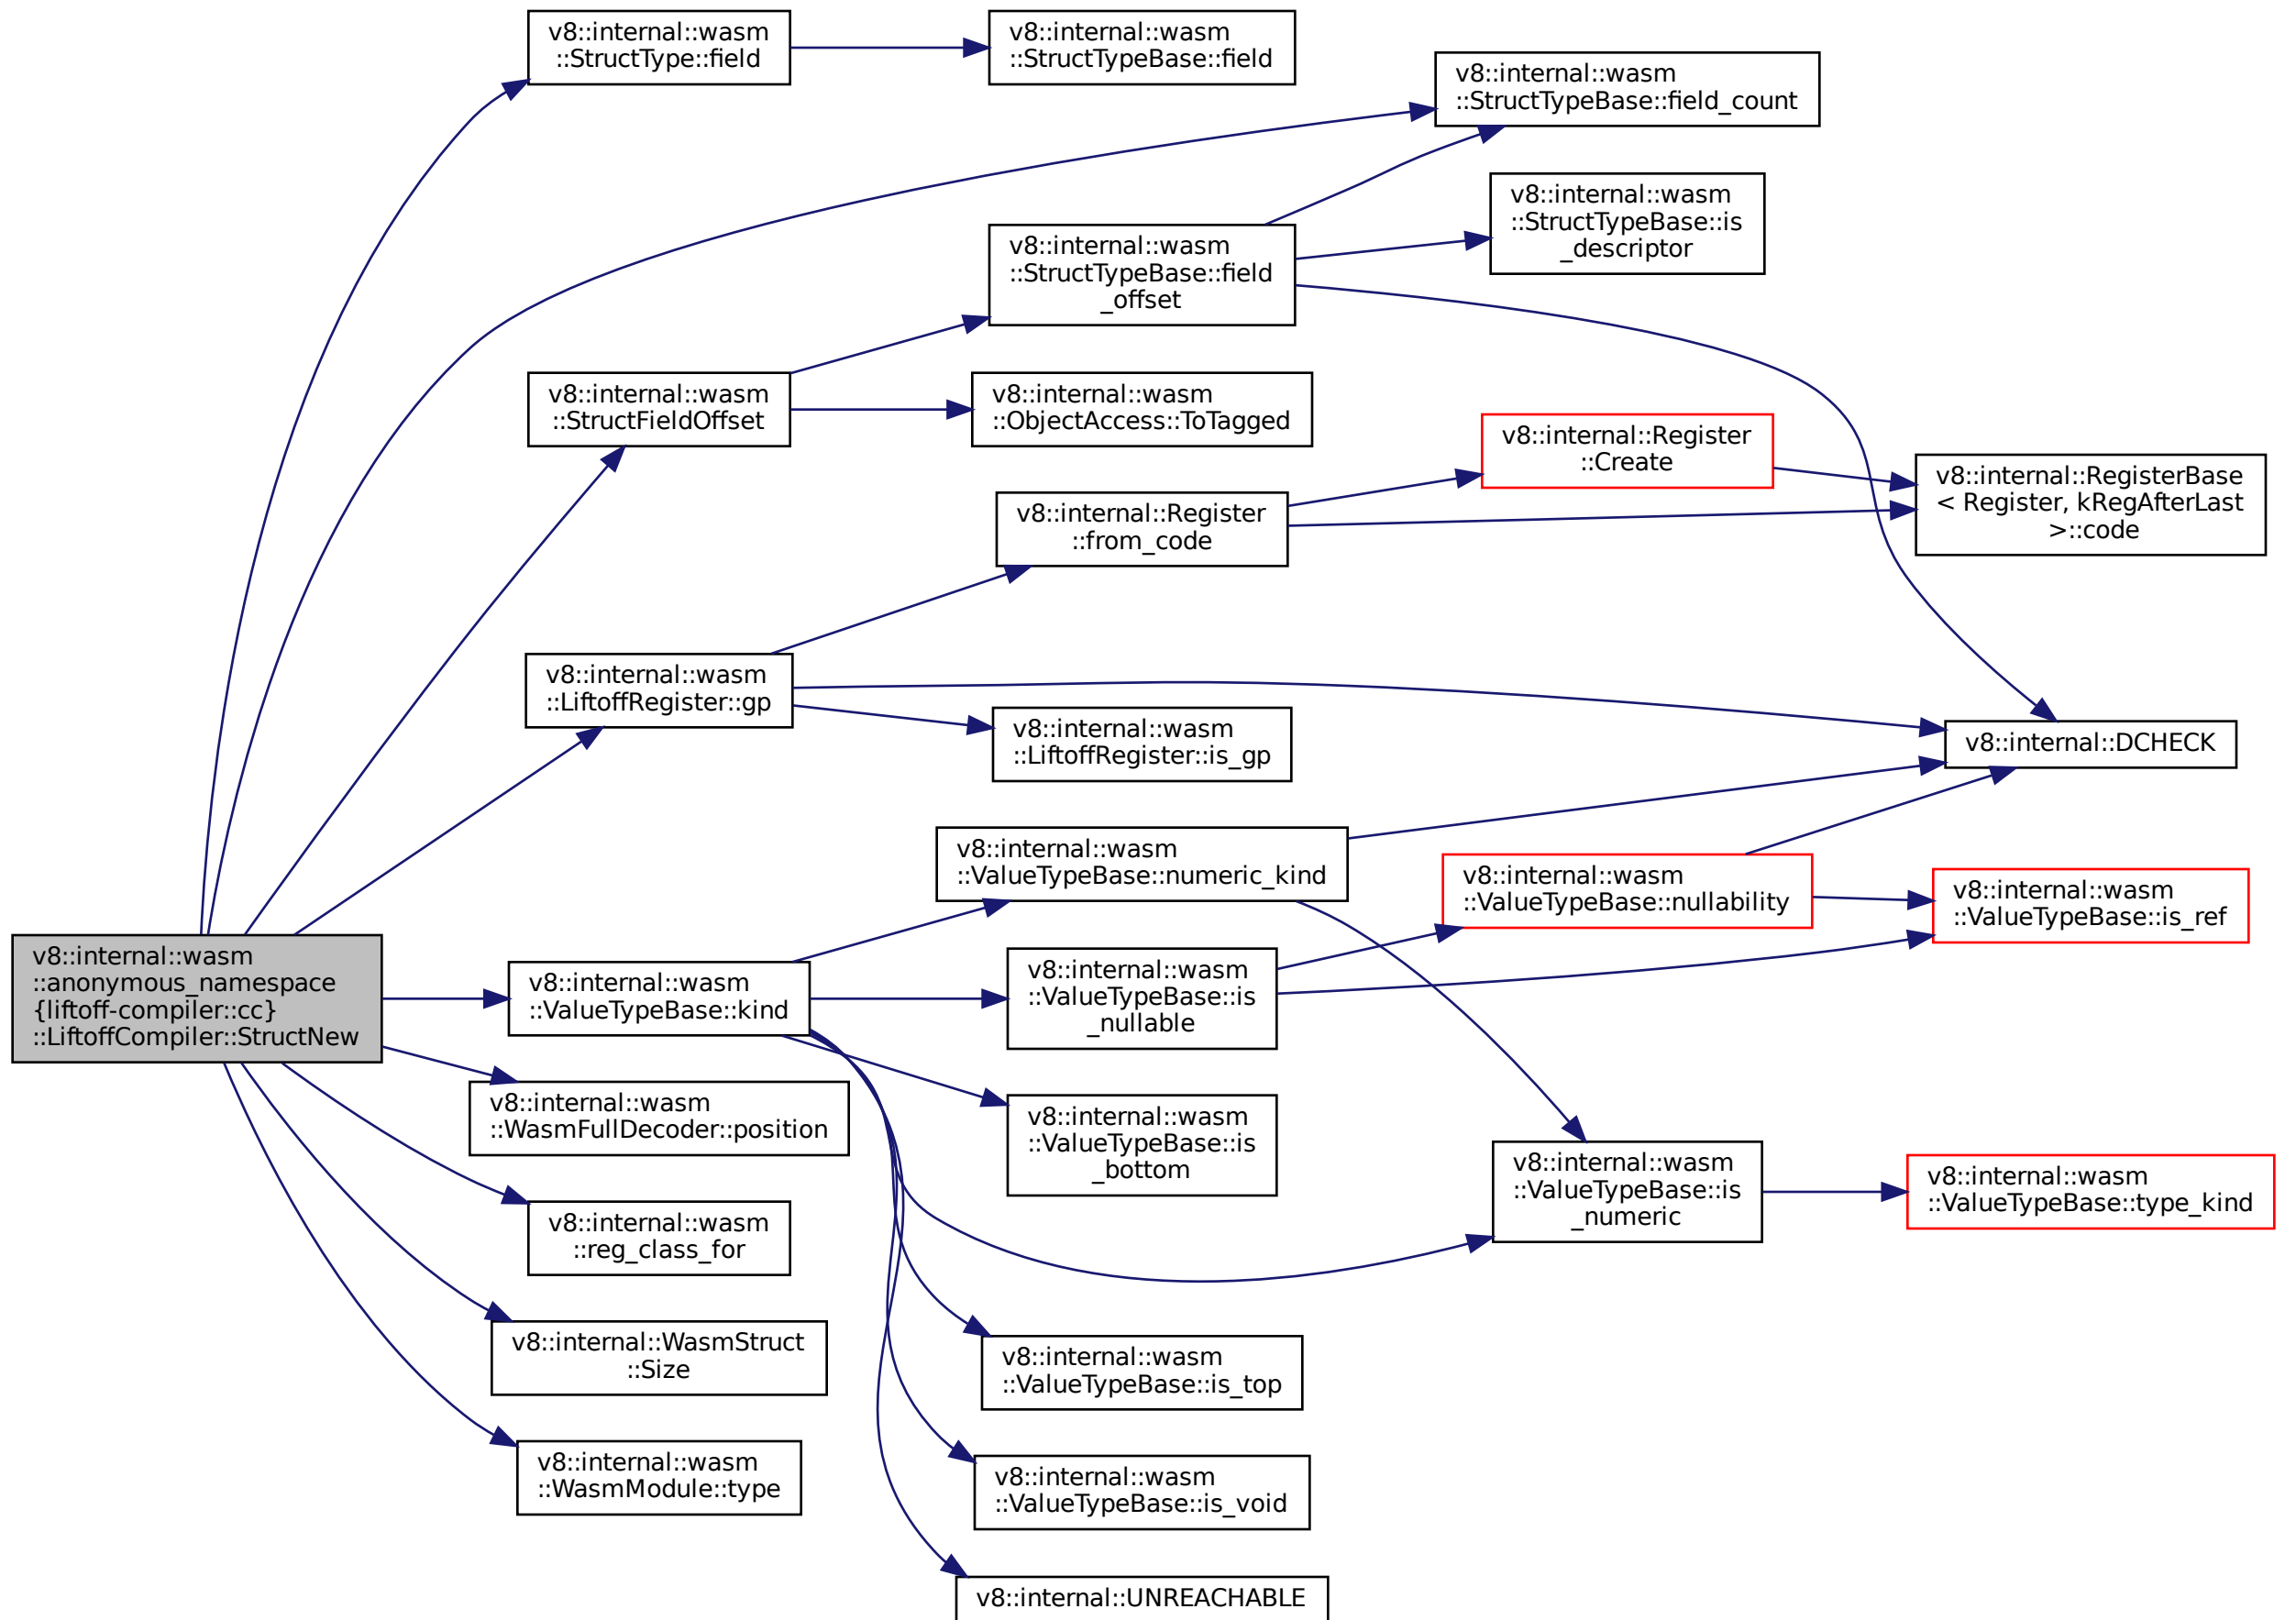 v8::internal::wasm
::StructType::field
v8::internal::wasm
::StructTypeBase::field
v8::internal::wasm
::StructTypeBase::field_count
v8::internal::wasm
::StructTypeBase::is
_descriptor
v8::internal::wasm
::StructTypeBase::field
_offset
v8::internal::wasm
::StructFieldOffset
v8::internal::wasm
::ObjectAccess::ToTagged
v8::internal::Register
::Create
v8::internal::RegisterBase
< Register, kRegAfterLast
>::code
v8::internal::Register
::from_code
v8::internal::wasm
::LiftoffRegister::gp
v8::internal::wasm
::LiftoffRegister::is_gp
v8::internal::DCHECK
v8::internal::wasm
::ValueTypeBase::numeric_kind
v8::internal::wasm
::ValueTypeBase::nullability
v8::internal::wasm
::ValueTypeBase::is_ref
v8::internal::wasm
::anonymous_namespace
{liftoff-compiler::cc}
::LiftoffCompiler::StructNew
v8::internal::wasm
::ValueTypeBase::kind
v8::internal::wasm
::ValueTypeBase::is
_nullable
v8::internal::wasm
::WasmFullDecoder::position
v8::internal::wasm
::ValueTypeBase::is
_bottom
v8::internal::wasm
::ValueTypeBase::is
_numeric
v8::internal::wasm
::ValueTypeBase::type_kind
v8::internal::wasm
::reg_class_for
v8::internal::WasmStruct
::Size
v8::internal::wasm
::ValueTypeBase::is_top
v8::internal::wasm
::WasmModule::type
v8::internal::wasm
::ValueTypeBase::is_void
v8::internal::UNREACHABLE